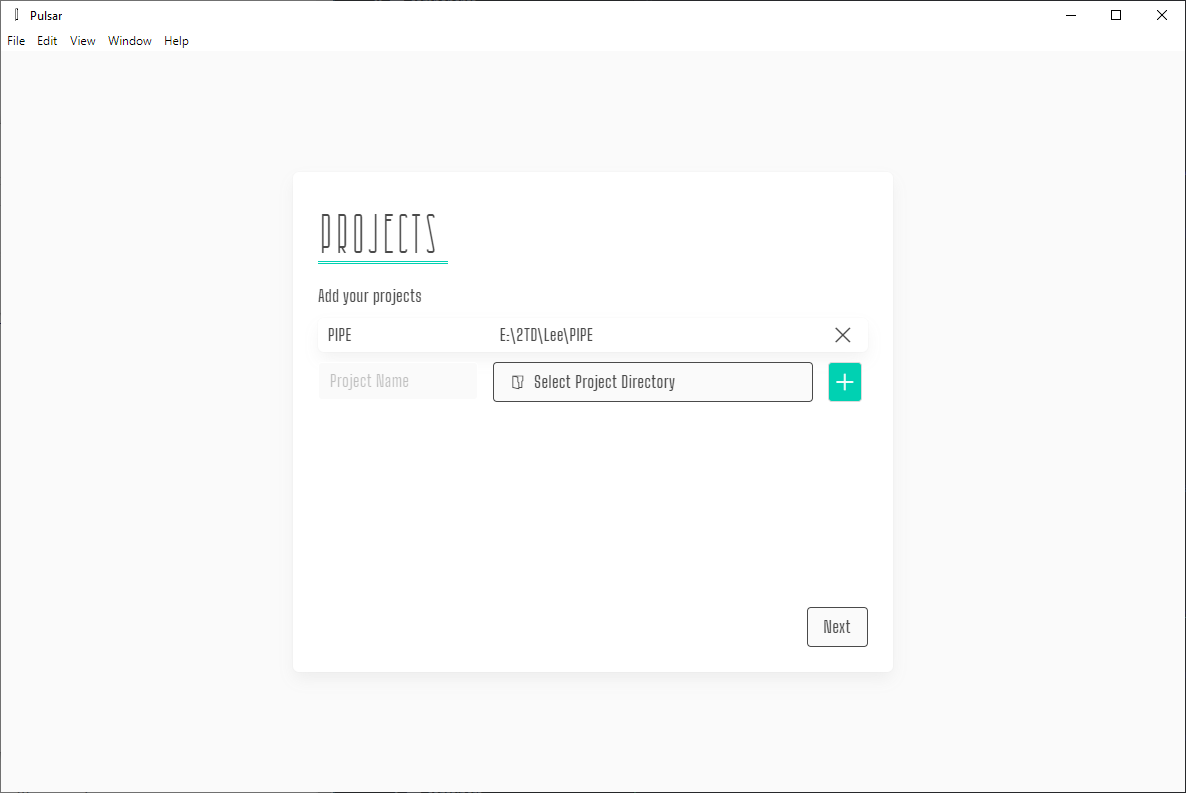 Pulsar
File Edit View Window Help
PROJECTS
Add your projects
PIPE E:\2TD\Lee\PIPE
Project Name Select Project Directory
Next